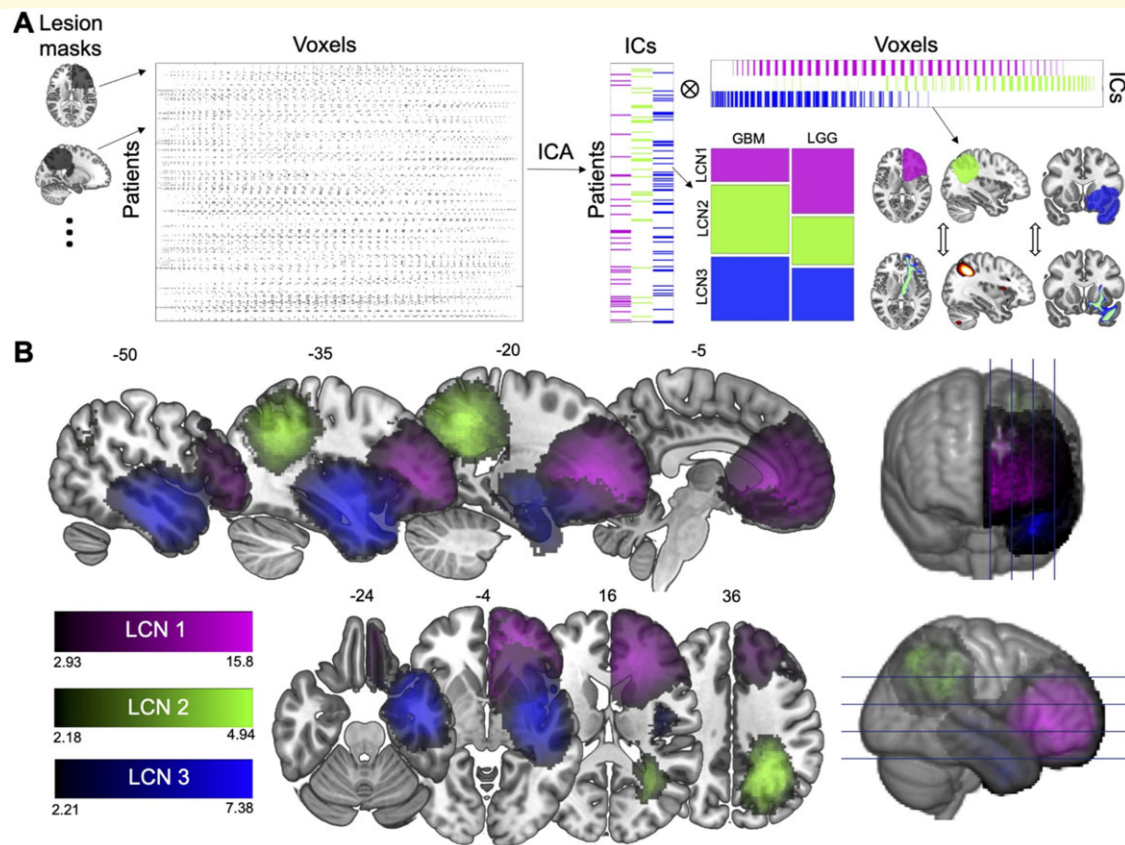 A
Lesion
masks
Voxels
Patients
ICA
ICs
Patients
⊗
Voxels
ICs
GBM
LGG
LCN1
LCN2
LCN3
B
-50
-35
-20
-5
-24
-4
16
36
LCN 1
2.93
15.8
LCN 2
2.18
4.94
LCN 3
2.21
7.38